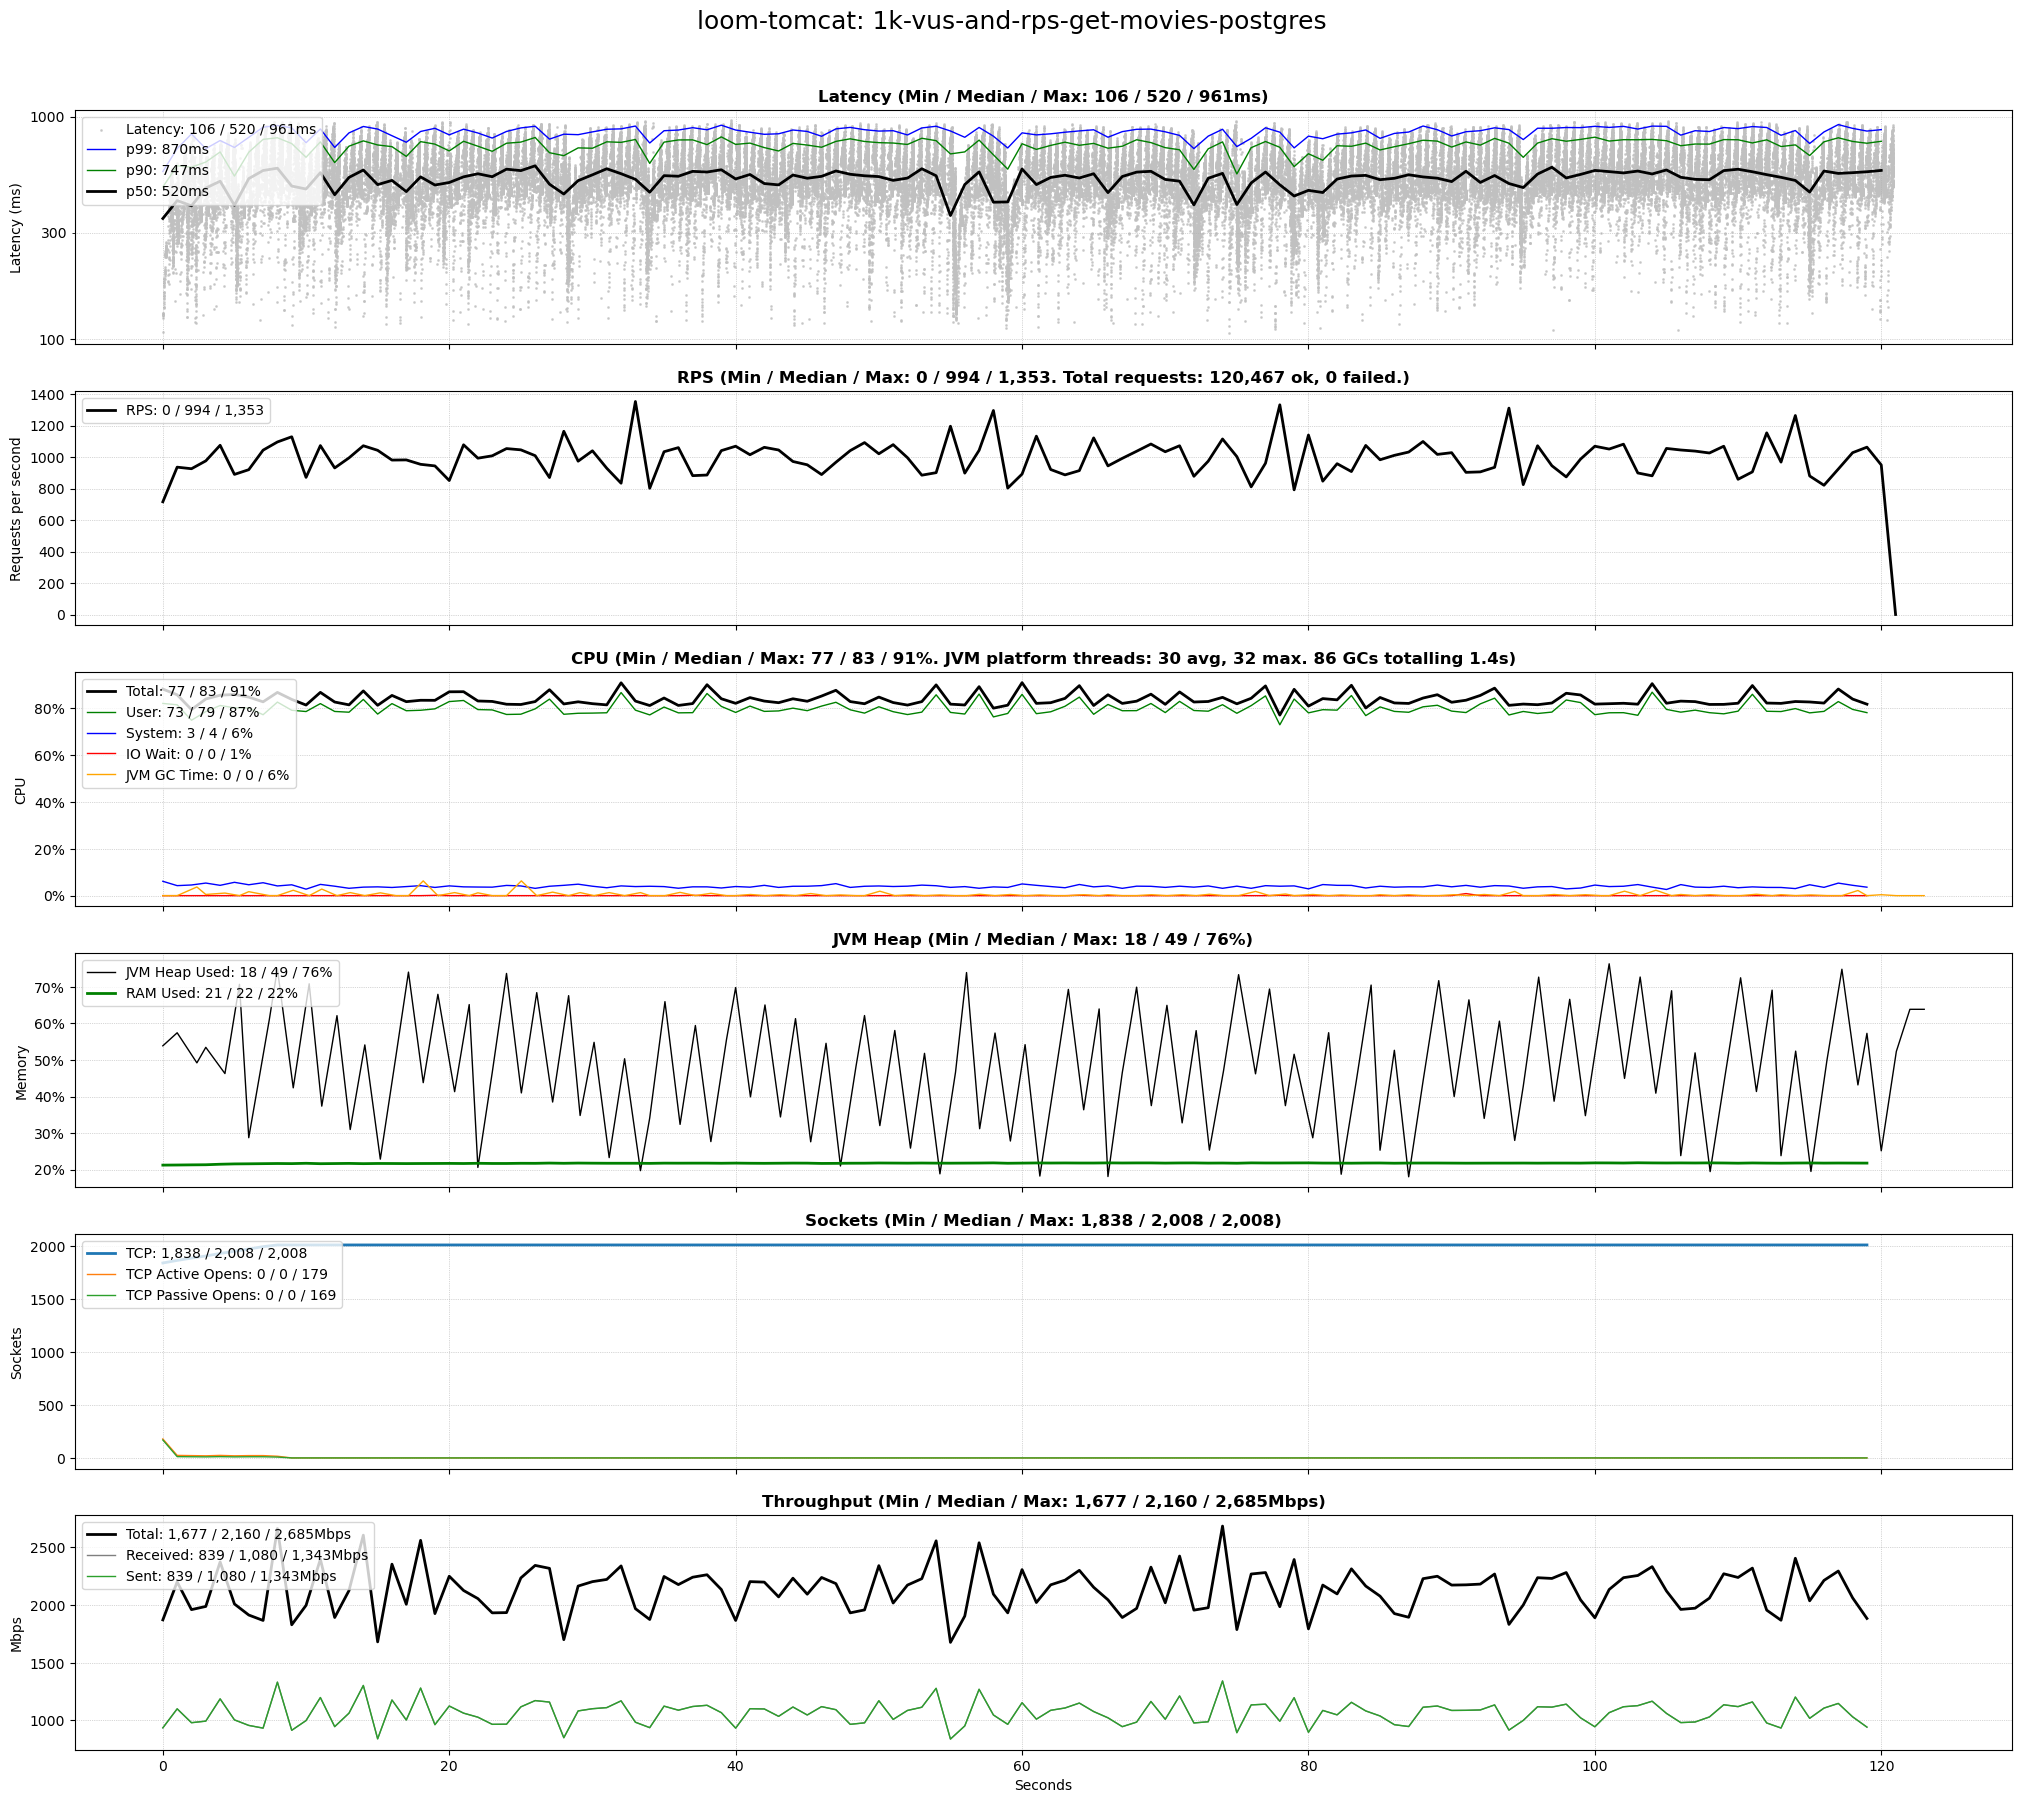 loom-tomcat: 1k-vus-and-rps-get-movies-postgres
Latency (Min / Median / Max: 106 / 520 / 961ms)
Latency (ms)
1000
300
100
Latency: 106 / 520 / 961ms
p99: 870ms
p90: 747ms
p50: 520ms
RPS (Min / Median / Max: 0 / 994 / 1,353. Total requests: 120,467 ok, 0 failed.)
Requests per second
1400
1200
1000
800
600
400
200
0
RPS: 0 / 994 / 1,353
CPU (Min / Median / Max: 77 / 83 / 91%. JVM platform threads: 30 avg, 32 max. 86 GCs totalling 1.4s)
CPU
80%
60%
40%
20%
0%
Total: 77 / 83 / 91%
User: 73 / 79 / 87%
System: 3 / 4 / 6%
IO Wait: 0 / 0 / 1%
JVM GC Time: 0 / 0 / 6%
JVM Heap (Min / Median / Max: 18 / 49 / 76%)
Memory
70%
60%
50%
40%
30%
20%
JVM Heap Used: 18 / 49 / 76%
RAM Used: 21 / 22 / 22%
Sockets (Min / Median / Max: 1,838 / 2,008 / 2,008)
Sockets
2000
1500
1000
500
0
TCP: 1,838 / 2,008 / 2,008
TCP Active Opens: 0 / 0 / 179
TCP Passive Opens: 0 / 0 / 169
Throughput (Min / Median / Max: 1,677 / 2,160 / 2,685Mbps)
Mbps
2500
2000
1500
1000
Total: 1,677 / 2,160 / 2,685Mbps
Received: 839 / 1,080 / 1,343Mbps
Sent: 839 / 1,080 / 1,343Mbps
0 20 40 60 80 100 120
Seconds